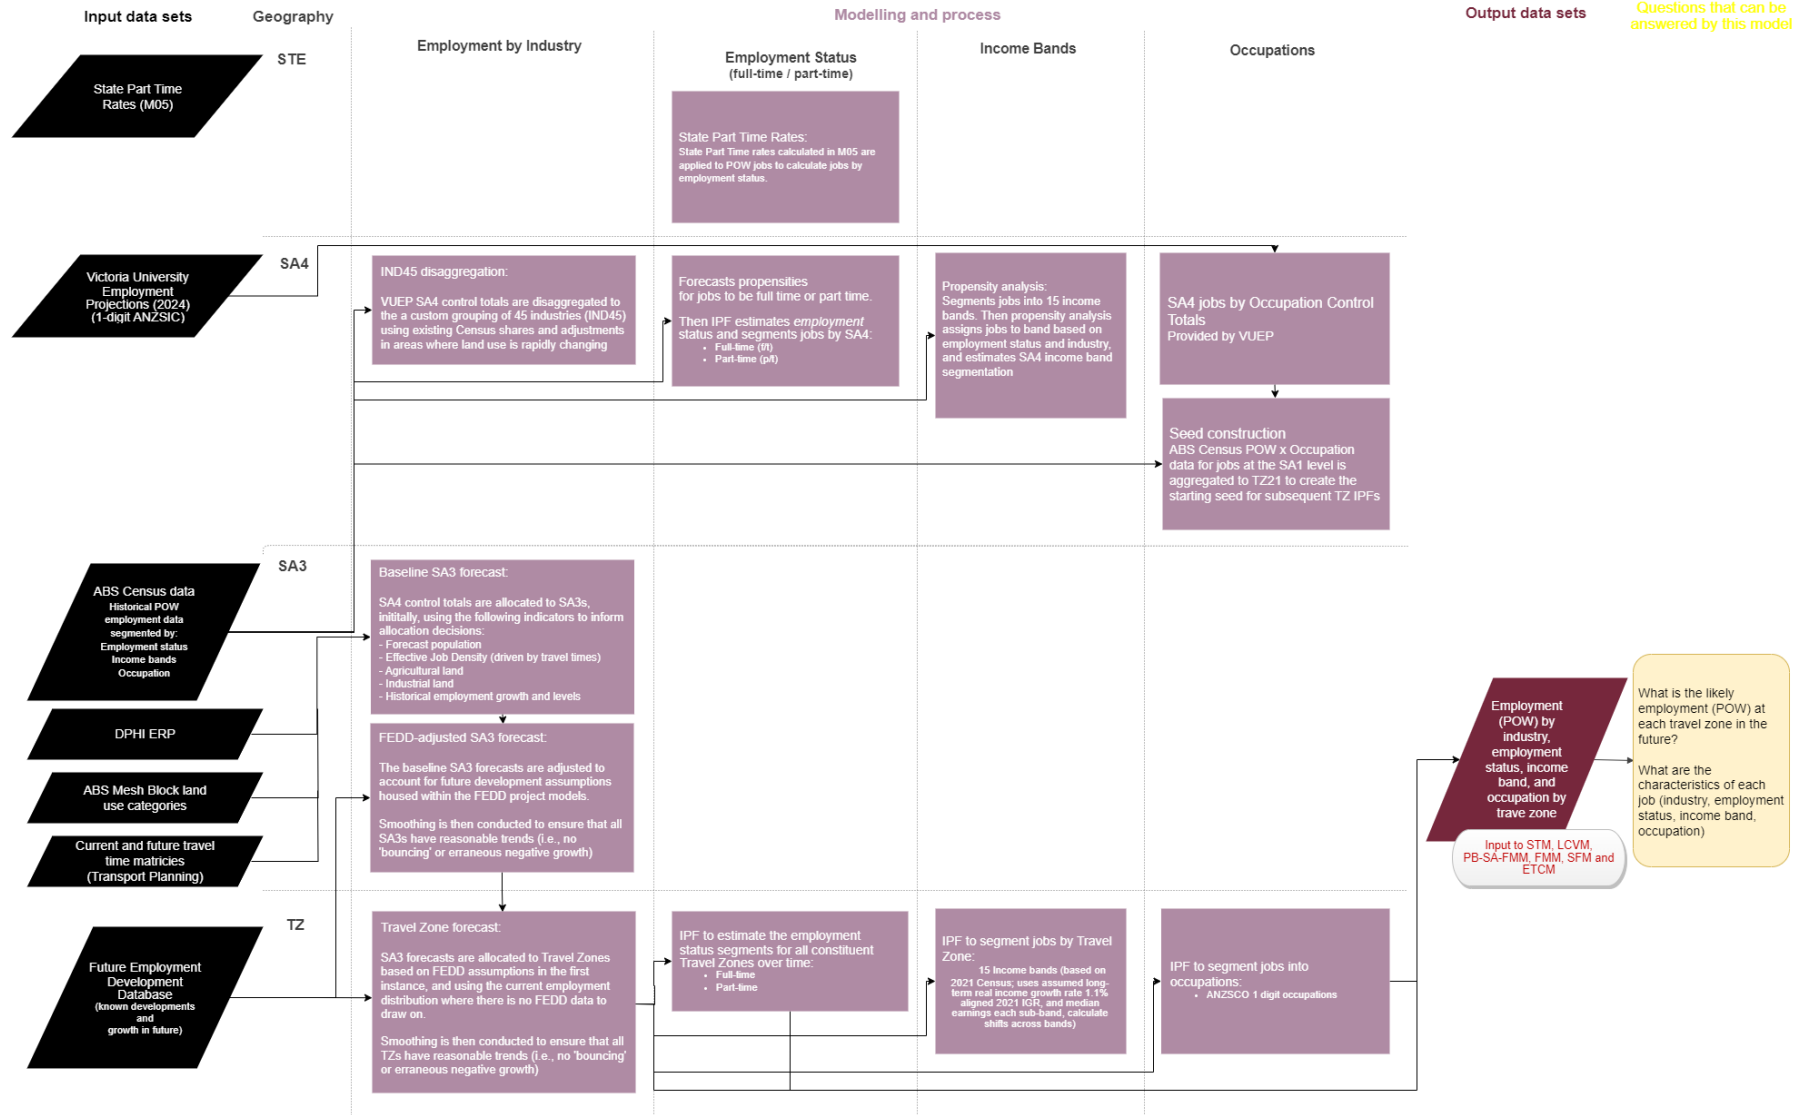 Input data sets
Geography
Modelling and process
Output data sets
Questions that can be
answered by this model
Employment by Industry
Employment Status
(full-time / part-time)
Income Bands
Occupations
STE
State Part Time
Rates (M05)
State Part Time Rates:
State Part Time rates calculated in M05 are
applied to POW jobs to calculate jobs by
employment status.
SA4
Victoria University
Employment
Projections (2024)
(1-digit ANZSIC)
IND45 disaggregation:
VUEP SA4 control totals are disaggregated to
the a custom grouping of 45 industries (IND45)
using existing Census shares and adjustments
in areas where land use is rapidly changing
Forecasts propensities
for jobs to be full time or part time.
Then IPF estimates employment
status and segments jobs by SA4:
• Full-time (f/t)
• Part-time (p/t)
Propensity analysis:
Segments jobs into 15 income
bands. Then propensity analysis
assigns jobs to band based on
employment status and industry,
and estimates SA4 income band
segmentation
SA4 jobs by Occupation Control
Totals
Provided by VUEP
Seed construction
ABS Census POW x Occupation
data for jobs at the SA1 level is
aggregated to TZ21 to create the
starting seed for subsequent TZ IPFs
SA3
ABS Census data
Historical POW
employment data
segmented by:
Employment status
Income bands
Occupation
DPHI ERP
ABS Mesh Block land
use categories
Current and future travel
time matricies
(Transport Planning)
Baseline SA3 forecast:
SA4 control totals are allocated to SA3s,
inititally, using the following indicators to inform
allocation decisions:
- Forecast population
- Effective Job Density (driven by travel times)
- Agricultural land
- Industrial land
- Historical employment growth and levels
FEDD-adjusted SA3 forecast:
The baseline SA3 forecasts are adjusted to
account for future development assumptions
housed within the FEDD project models.
Smoothing is then conducted to ensure that all
SA3s have reasonable trends (i.e., no
'bouncing' or erraneous negative growth)
TZ
Future Employment
Development
Database
(known developments
and
growth in future)
Travel Zone forecast:
SA3 forecasts are allocated to Travel Zones
based on FEDD assumptions in the first
instance, and using the current employment
distribution where there is no FEDD data to
draw on.
Smoothing is then conducted to ensure that all
TZs have reasonable trends (i.e., no 'bouncing'
or erraneous negative growth)
IPF to estimate the employment
status segments for all constituent
Travel Zones over time:
• Full-time
• Part-time
IPF to segment jobs by Travel
Zone:
15 Income bands (based on
2021 Census; uses assumed long-
term real income growth rate 1.1%
aligned 2021 IGR, and median
earnings each sub-band, calculate
shifts across bands)
IPF to segment jobs into
occupations:
• ANZSCO 1 digit occupations
Employment
(POW) by
industry,
employment
status, income
band, and
occupation by
trave zone
Input to STM, LCVM,
PB-SA-FMM, FMM, SFM and
ETCM
What is the likely
employment (POW) at
each travel zone in the
future?
What are the
characteristics of each
job (industry, employment
status, income band,
occupation)